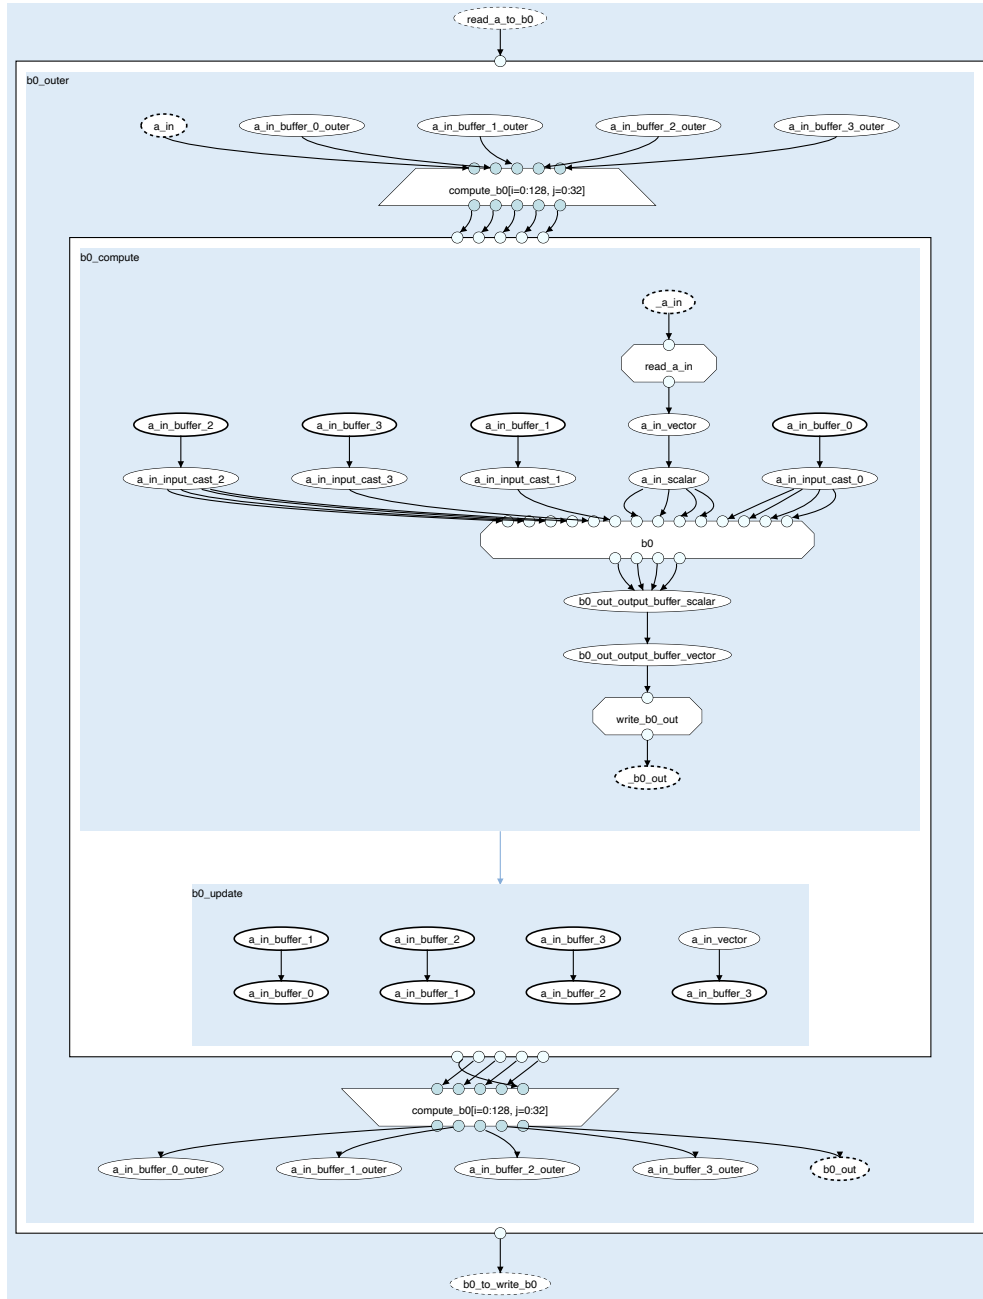 read_a_to_b0
b0_outer
a_in
a_in_buffer_0_outer
a_in_buffer_1_outer
a_in_buffer_2_outer
a_in_buffer_3_outer
compute_b0[i=0:128, j=0:32]
b0_compute
_a_in
read_a_in
a_in_buffer_2
a_in_buffer_3
a_in_buffer_1
a_in_vector
a_in_buffer_0
a_in_input_cast_2
a_in_input_cast_3
a_in_input_cast_1
a_in_scalar
a_in_input_cast_0
b0
b0_out_output_buffer_scalar
b0_out_output_buffer_vector
write_b0_out
_b0_out
b0_update
a_in_buffer_1
a_in_buffer_2
a_in_buffer_3
a_in_vector
a_in_buffer_0
a_in_buffer_1
a_in_buffer_2
a_in_buffer_3
compute_b0[i=0:128, j=0:32]
a_in_buffer_0_outer
a_in_buffer_1_outer
a_in_buffer_2_outer
a_in_buffer_3_outer
b0_out
b0_to_write_b0